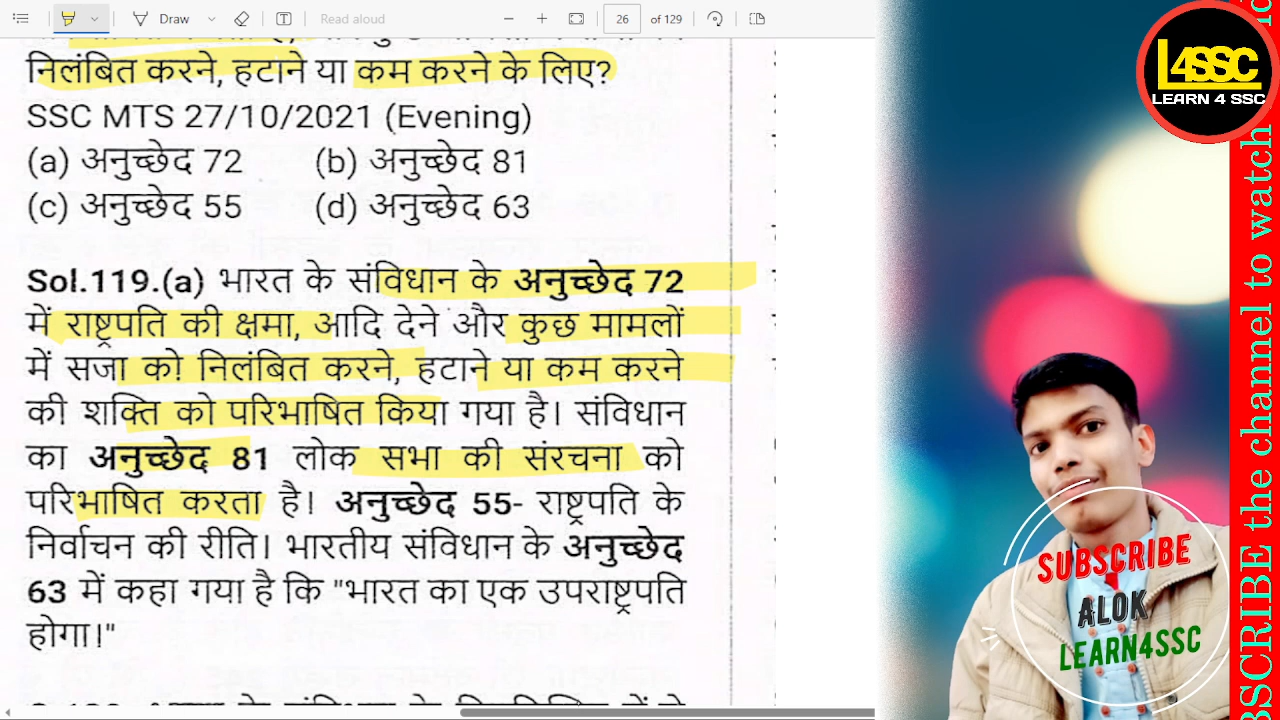 Draw
Read aloud
26 of 129
निलंबित करने, हटाने या कम करने के लिए?
SSC MTS 27/10/2021 (Evening)
(a) अनुच्छेद 72 (b) अनुच्छेद 81
(c) अनुच्छेद 55 (d) अनुच्छेद 63
Sol.119.(a) भारत के संविधान के अनुच्छेद 72
में राष्ट्रपति की क्षमा, आदि देने और कुछ मामलों
में सजा को निलंबित करने, हटाने या कम करने
की शक्ति को परिभाषित किया गया है। संविधान
का अनुच्छेद 81 लोक सभा की संरचना को
परिभाषित करता है। अनुच्छेद 55- राष्ट्रपति के
निर्वाचन की रीति। भारतीय संविधान के अनुच्छेद
63 में कहा गया है कि "भारत का एक उपराष्ट्रपति
होगा।"
L4SSC
LEARN 4 SSC
SUBSCRIBE
ALOK
LEARN4SSC
BSCRIBE the channel to watch